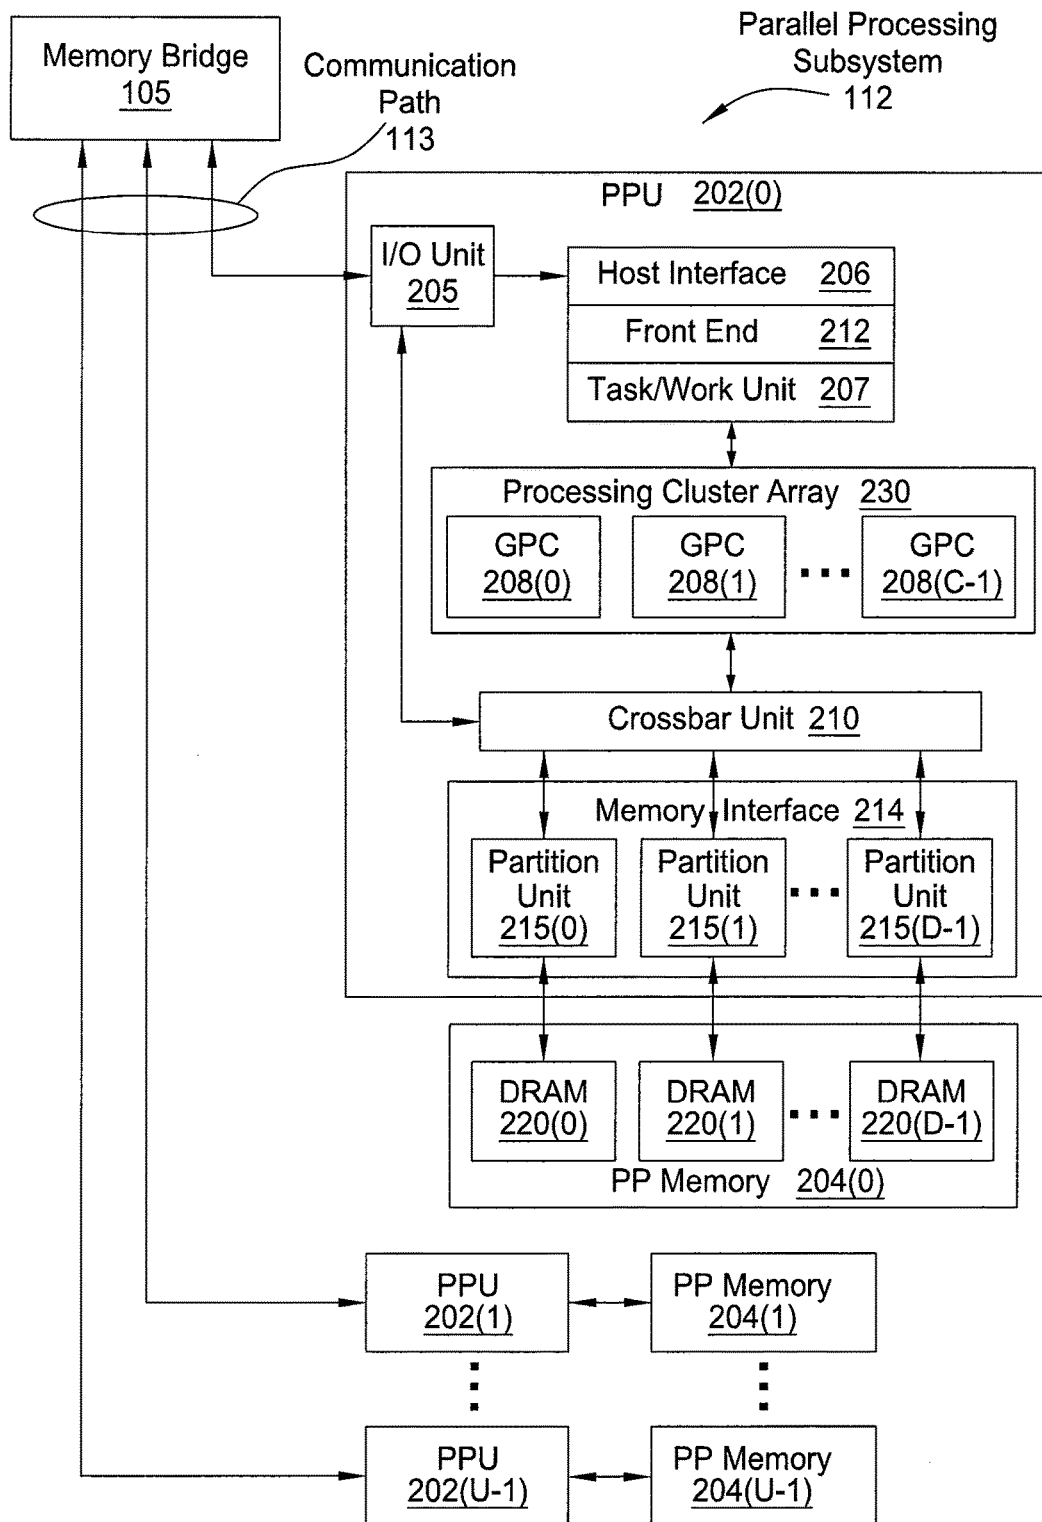 Memory Bridge
105
Communication
Path
113
Parallel Processing
Subsystem
112
PPU 202(0)
I/O Unit
205
Host Interface 206
Front End 212
Task/Work Unit 207
Processing Cluster Array 230
GPC
208(0)
GPC
208(1)
GPC
208(C-1)
Crossbar Unit 210
Memory Interface 214
Partition
Unit
215(0)
Partition
Unit
215(1)
Partition
Unit
215(D-1)
DRAM
220(0)
DRAM
220(1)
DRAM
220(D-1)
PP Memory 204(0)
PPU
202(1)
PP Memory
204(1)
PPU
202(U-1)
PP Memory
204(U-1)